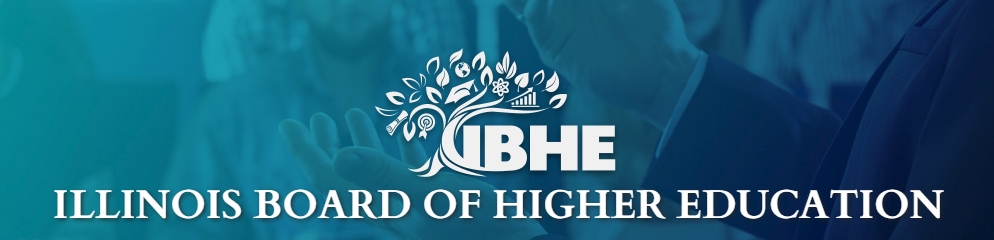 IBHE
ILLINOIS BOARD OF HIGHER EDUCATION